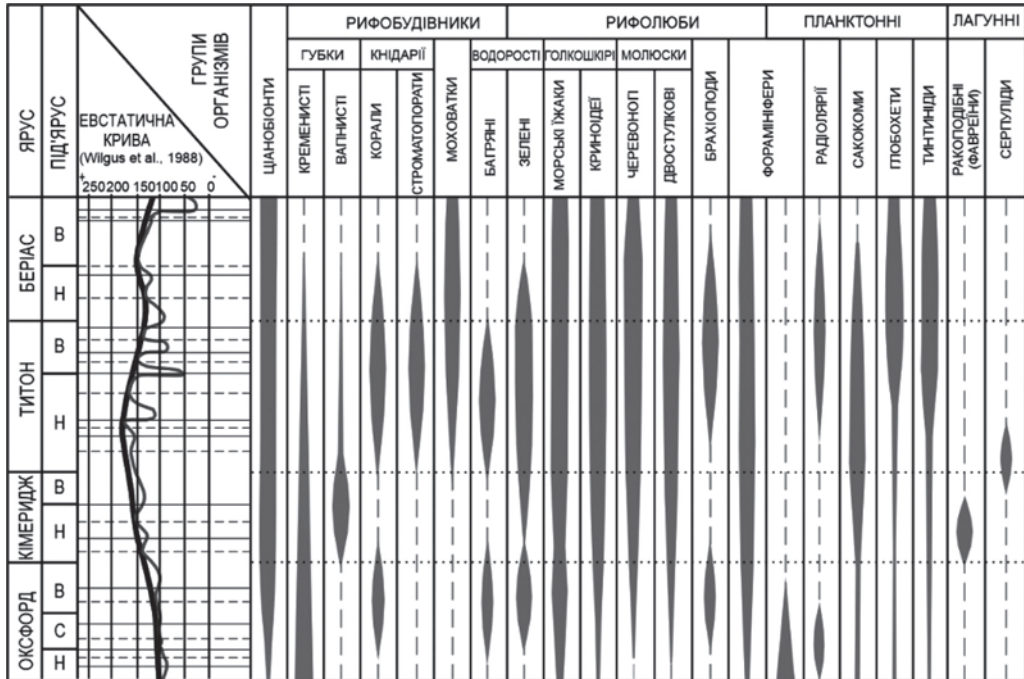 РИФОБУДІВНИКИ
РИФОЛЮБИ
ПЛАНКТОННІ
ЛАГУННІ
ГУБКИ
КНІДАРІЇ
ВОДОРОСТІ
ГОЛКОШКІРІ
МОЛЮСКИ
ЯРУС
ПІД'ЯРУС
ГРУПИ
ОРГАНІЗМІВ
ЕВСТАТИЧНА
КРИВА
(Wilgus et al., 1988)
+ -
250 200 150 100 50 0
ЦІАНОБІОНТИ
КРЕМЕНИСТІ
ВАПНИСТІ
КОРАЛИ
СТРОМАТОПОРАТИ
МОХОВАТКИ
БАГРЯНІ
ЗЕЛЕНІ
МОРСЬКІ ЇЖАКИ
КРИНОІДЕЇ
ЧЕРЕВОНОГІ
ДВОСТУЛКОВІ
БРАХІОПОДИ
ФОРАМІНІФЕРИ
РАДІОЛЯРІЇ
САКОКОМИ
ГЛОБОХЕТИ
ТИНТИНІДИ
РАКОПОДІБНІ
(ФАВРЕЇНИ)
СЕРПУЛІДИ
БЕРІАС
В
Н
ТИТОН
В
Н
КІМЕРИДЖ
В
Н
ОКСФОРД
В
С
Н